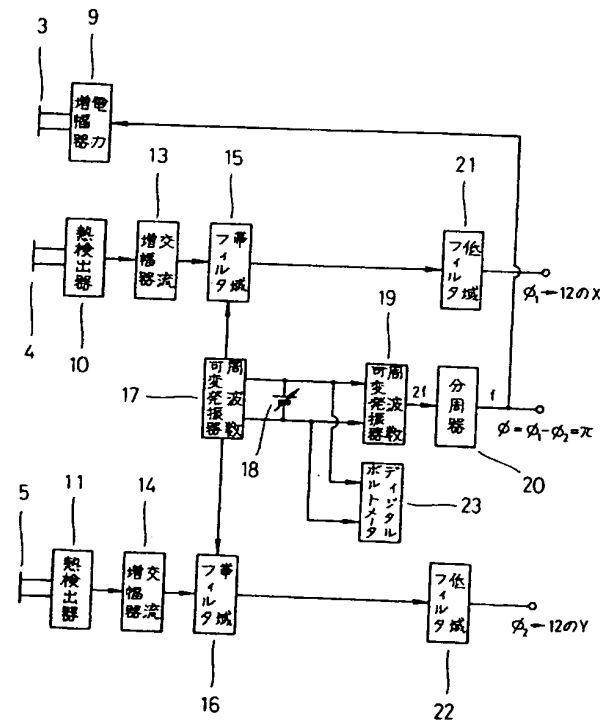 3
9
電力増幅器
13
15
21
熱検出器
交流増幅器
帯域フィルタ
低域フィルタ
4
10
φ₁→12のX
19
17
周波数可変発振器
18
周波数可変発振器
2f
分周器
f
φ=φ₁-φ₂=π
20
ディジタルボルトメータ
23
5
11
14
熱検出器
交流増幅器
帯域フィルタ
低域フィルタ
φ₂←12のY
16
22